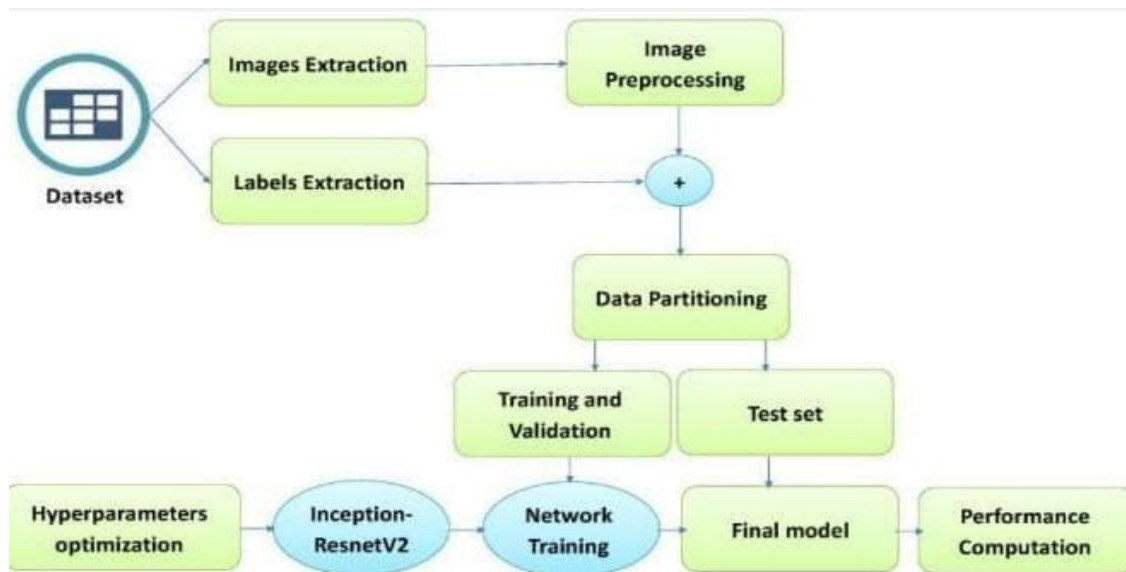 Images Extraction
Image
Preprocessing
Dataset
Labels Extraction
+
Data Partitioning
Training and
Validation
Test set
Hyperparameters
optimization
Inception-
ResnetV2
Network
Training
Final model
Performance
Computation